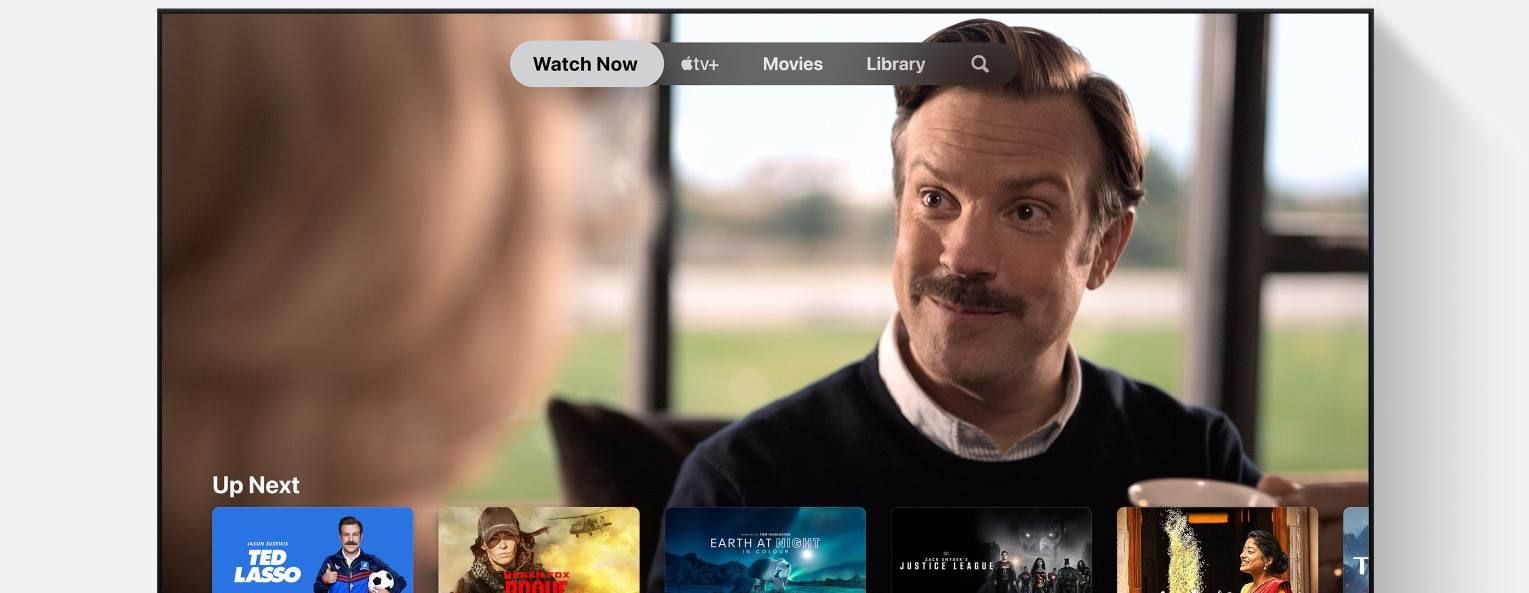 Watch Now
tv+
Movies
Library
Up Next
JASON SUDEIKIS
TED
LASSO
MEGAN FOX
ROGUE
EARTH AT NIGHT
IN COLOUR
ZACK SNYDER'S
JUSTICE LEAGUE
T